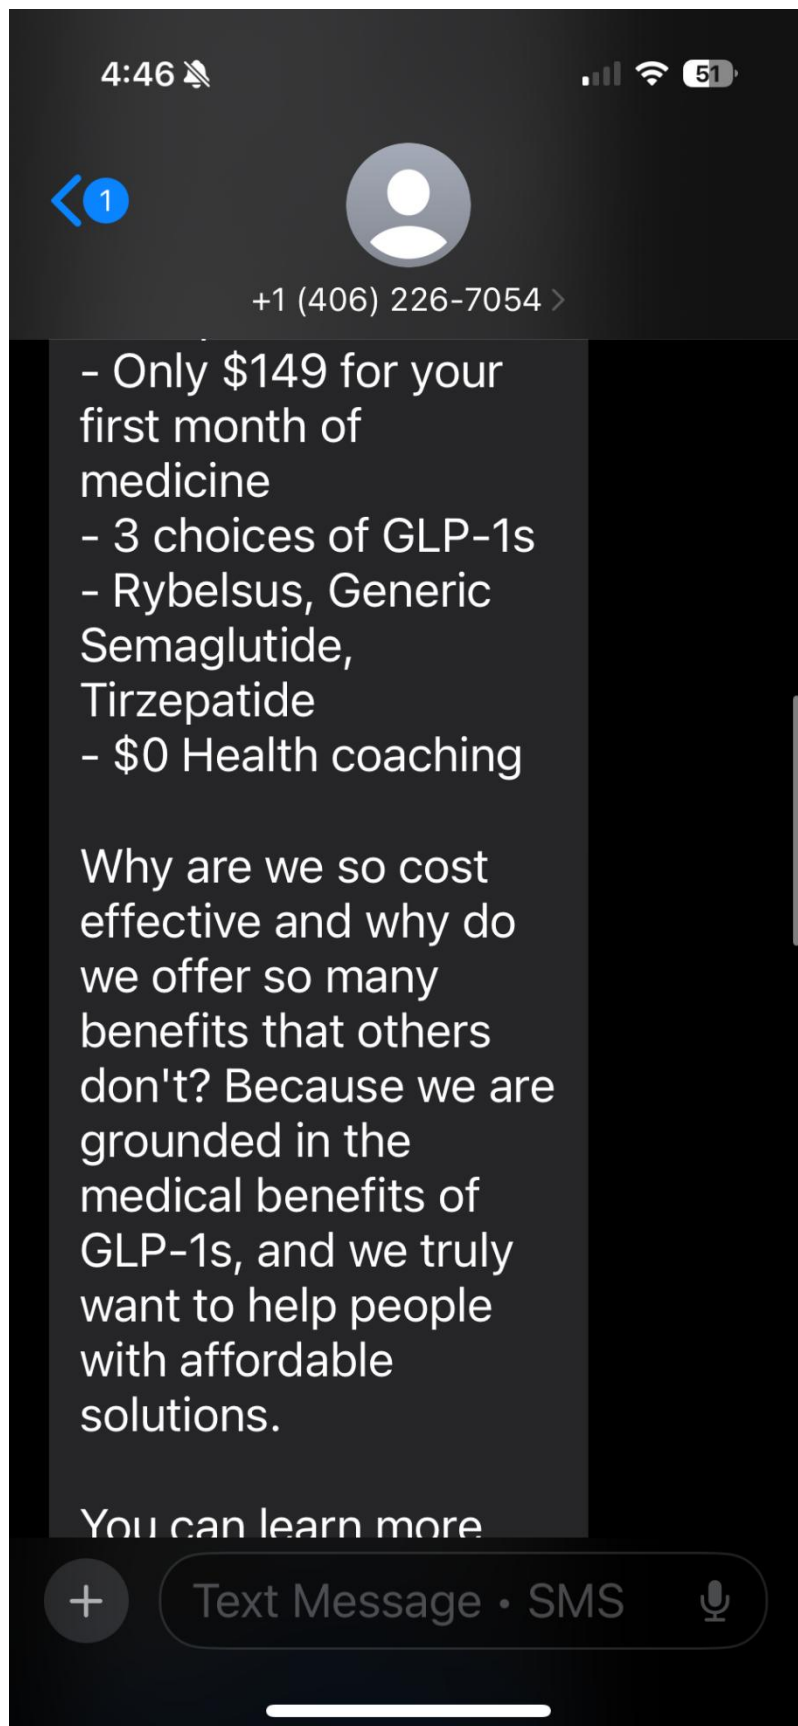 4:46
51
1
+1 (406) 226-7054
- Only $149 for your
first month of
medicine
- 3 choices of GLP-1s
- Rybelsus, Generic
Semaglutide,
Tirzepatide
- $0 Health coaching
Why are we so cost
effective and why do
we offer so many
benefits that others
don't? Because we are
grounded in the
medical benefits of
GLP-1s, and we truly
want to help people
with affordable
solutions.
You can learn more
Text Message • SMS